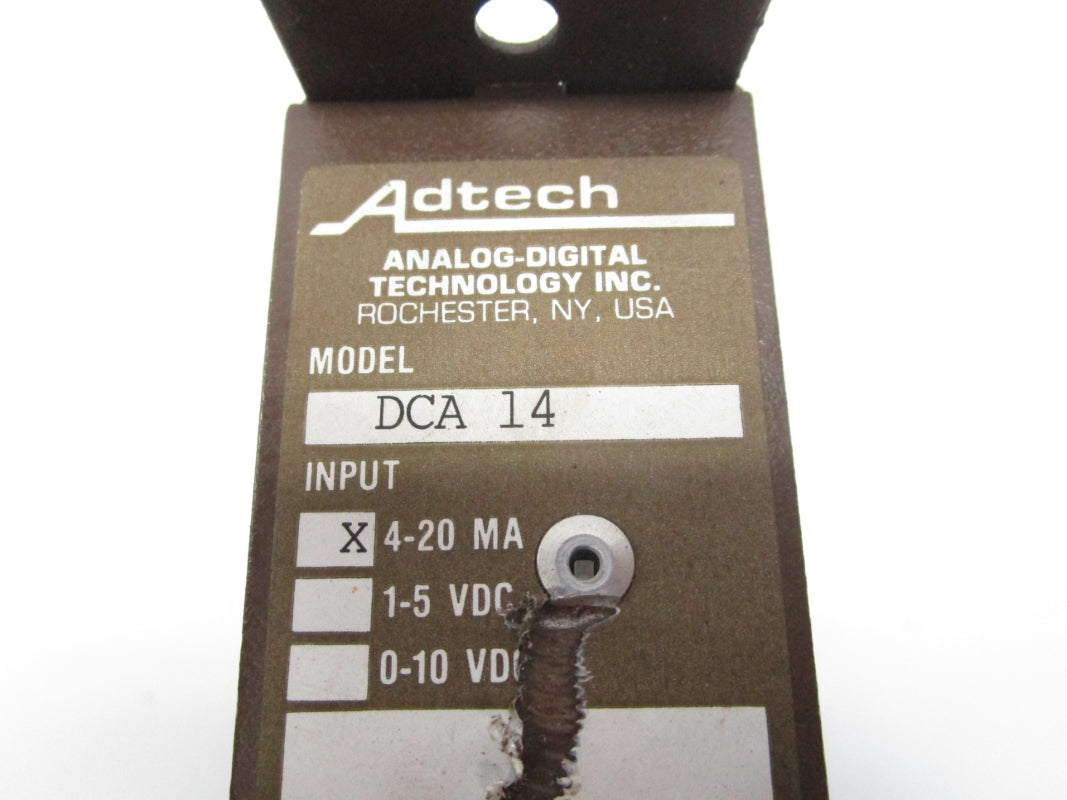 Adtech
ANALOG-DIGITAL
TECHNOLOGY INC.
ROCHESTER, NY, USA
MODEL
DCA 14
INPUT
X 4-20 MA
1-5 VDC
0-10 VDC